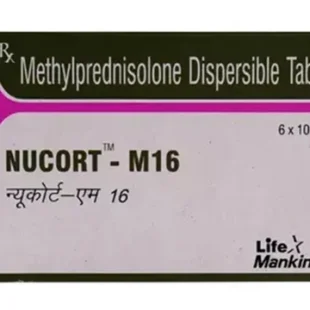 Rx Methylprednisolone Dispersible Tab
6 x 10
NUCORT™ - M16
न्यूकोर्ट–एम 16
Life
Mankin